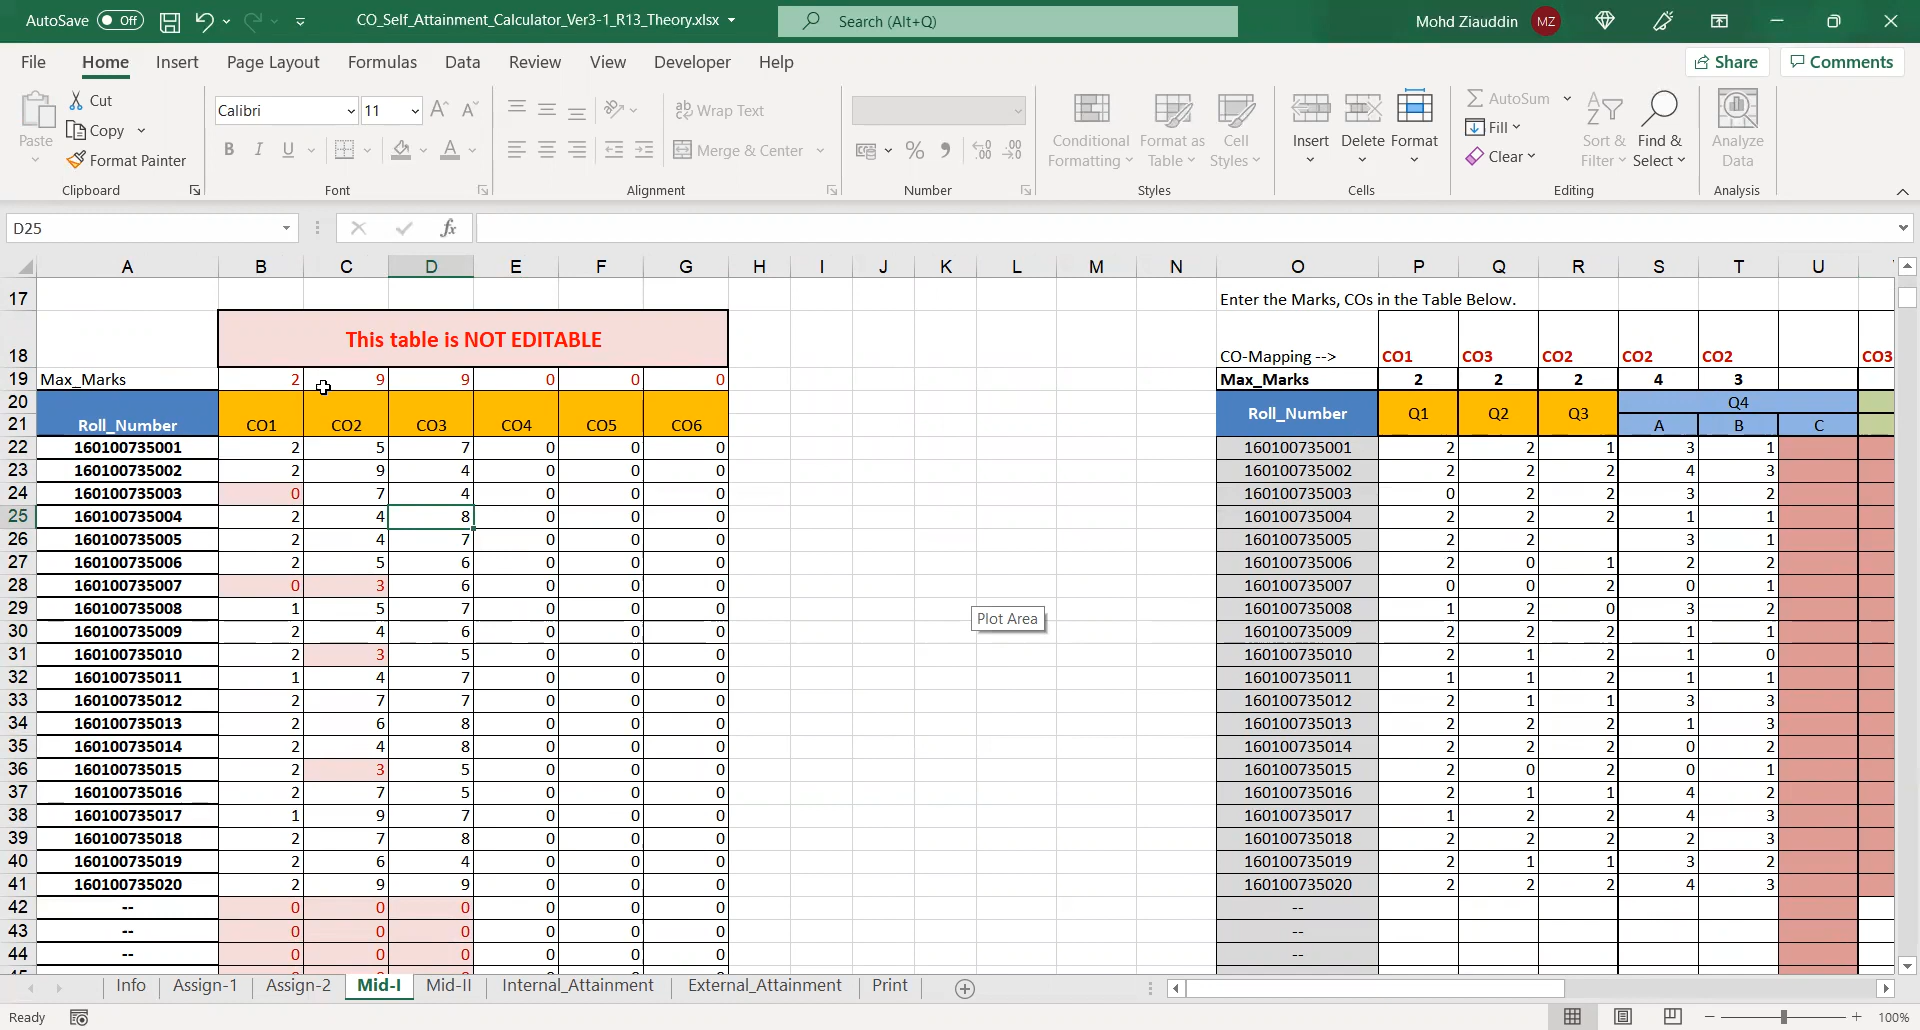 AutoSave Off CO_Self_Attainment_Calculator_Ver3-1_R13_Theory.xlsx Search (Alt+Q) Mohd Ziauddin MZ
File Home Insert Page Layout Formulas Data Review View Developer Help Share Comments
Paste Cut Copy Format Painter Clipboard
Calibri 11 B I U A Font
Wrap Text Merge & Center Alignment
% Number
Conditional Formatting Format as Table Cell Styles Styles
Insert Delete Format Cells
AutoSum Fill Clear Sort & Filter Find & Select Editing
Analyze Data Analysis
D25 fx
A B C D E F G H I J K L M N O P Q R S T U
17 Enter the Marks, COs in the Table Below.
18 This table is NOT EDITABLE CO-Mapping --> CO1 CO3 CO2 CO2 CO2 CO3
19 Max_Marks 2 9 9 0 0 0 Max_Marks 2 2 2 4 3
20 Q4
21 Roll_Number CO1 CO2 CO3 CO4 CO5 CO6 Roll_Number Q1 Q2 Q3 A B C
22 160100735001 2 5 7 0 0 0 160100735001 2 2 1 3 1
23 160100735002 2 9 4 0 0 0 160100735002 2 2 2 4 3
24 160100735003 0 7 4 0 0 0 160100735003 0 2 2 3 2
25 160100735004 2 4 8 0 0 0 160100735004 2 2 2 1 1
26 160100735005 2 4 7 0 0 0 160100735005 2 2 3 1
27 160100735006 2 5 6 0 0 0 160100735006 2 0 1 2 2
28 160100735007 0 3 6 0 0 0 160100735007 0 0 2 0 1
29 160100735008 1 5 7 0 0 0 160100735008 1 2 0 3 2
30 160100735009 2 4 6 0 0 0 160100735009 2 2 2 1 1
31 160100735010 2 3 5 0 0 0 160100735010 2 1 2 1 0
32 160100735011 1 4 7 0 0 0 160100735011 1 1 2 1 1
33 160100735012 2 7 7 0 0 0 160100735012 2 1 1 3 3
34 160100735013 2 6 8 0 0 0 160100735013 2 2 2 1 3
35 160100735014 2 4 8 0 0 0 160100735014 2 2 2 0 2
36 160100735015 2 3 5 0 0 0 160100735015 2 0 2 0 1
37 160100735016 2 7 5 0 0 0 160100735016 2 1 1 4 2
38 160100735017 1 9 7 0 0 0 160100735017 1 2 2 4 3
39 160100735018 2 7 8 0 0 0 160100735018 2 2 2 2 3
40 160100735019 2 6 4 0 0 0 160100735019 2 1 1 3 2
41 160100735020 2 9 9 0 0 0 160100735020 2 2 2 4 3
42 -- 0 0 0 0 0 0 --
43 -- 0 0 0 0 0 0 --
44 -- 0 0 0 0 0 0 --
Plot Area
Info Assign-1 Assign-2 Mid-I Mid-II Internal_Attainment External_Attainment Print
Ready 100%